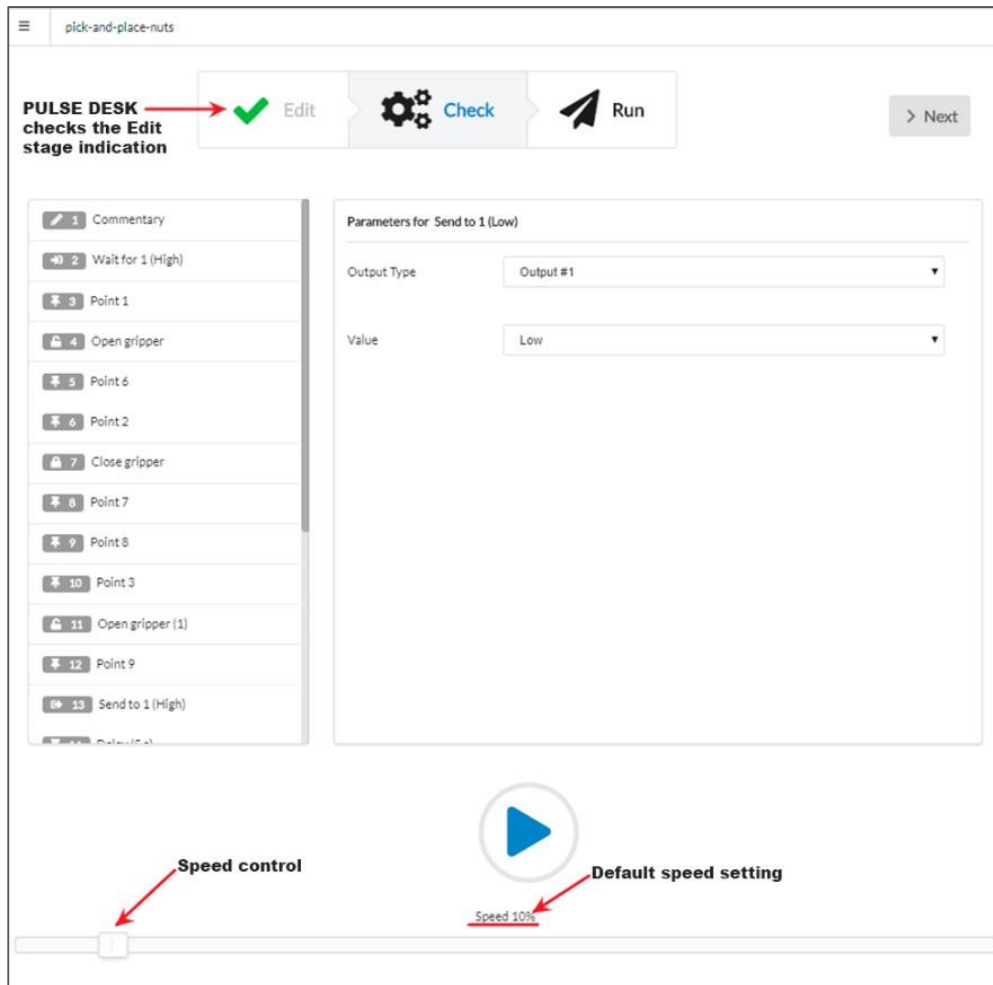 pick-and-place-nuts
PULSE DESK
checks the Edit
stage indication
Edit
Check
Run
Next
1 Commentary
2 Wait for 1 (High)
3 Point 1
4 Open gripper
5 Point 6
6 Point 2
7 Close gripper
8 Point 7
9 Point 8
10 Point 3
11 Open gripper (1)
12 Point 9
13 Send to 1 (High)
Parameters for Send to 1 (Low)
Output Type
Output #1
Value
Low
Speed control
Default speed setting
Speed 10%